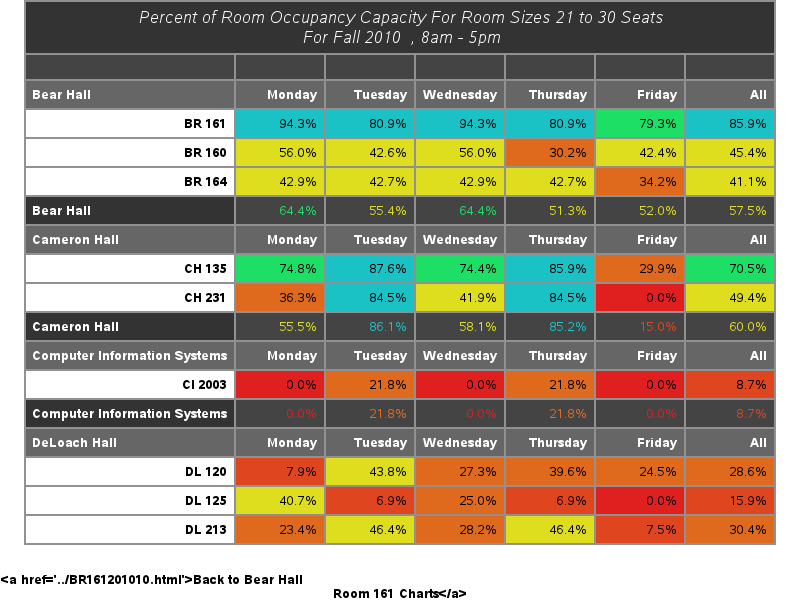 Percent of Room Occupancy Capacity For Room Sizes 21 to 30 Seats
For Fall 2010 , 8am - 5pm
Bear Hall Monday Tuesday Wednesday Thursday Friday All
BR 161 94.3% 80.9% 94.3% 80.9% 79.3% 85.9%
BR 160 56.0% 42.6% 56.0% 30.2% 42.4% 45.4%
BR 164 42.9% 42.7% 42.9% 42.7% 34.2% 41.1%
Bear Hall 64.4% 55.4% 64.4% 51.3% 52.0% 57.5%
Cameron Hall Monday Tuesday Wednesday Thursday Friday All
CH 135 74.8% 87.6% 74.4% 85.9% 29.9% 70.5%
CH 231 36.3% 84.5% 41.9% 84.5% 0.0% 49.4%
Cameron Hall 55.5% 86.1% 58.1% 85.2% 15.0% 60.0%
Computer Information Systems Monday Tuesday Wednesday Thursday Friday All
CI 2003 0.0% 21.8% 0.0% 21.8% 0.0% 8.7%
Computer Information Systems 0.0% 21.8% 0.0% 21.8% 0.0% 8.7%
DeLoach Hall Monday Tuesday Wednesday Thursday Friday All
DL 120 7.9% 43.8% 27.3% 39.6% 24.5% 28.6%
DL 125 40.7% 6.9% 25.0% 6.9% 0.0% 15.9%
DL 213 23.4% 46.4% 28.2% 46.4% 7.5% 30.4%
<a href='../BR161201010.html'>Back to Bear Hall
Room 161 Charts</a>